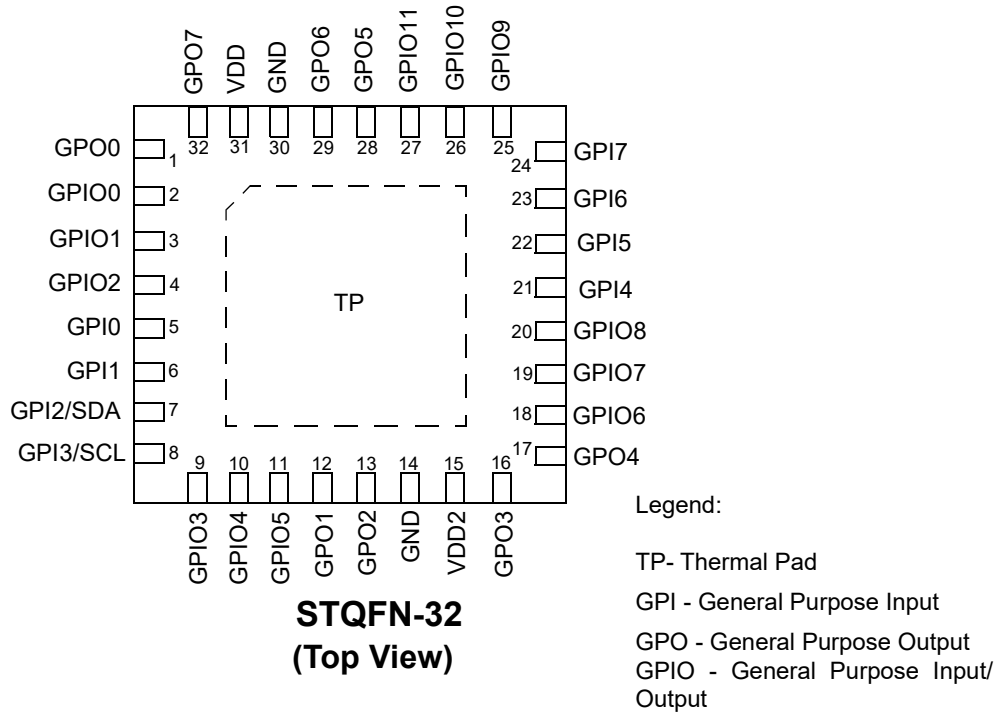 GPO7
VDD
GND
GPO6
GPO5
GPIO11
GPIO10
GPIO9
32 31 30 29 28 27 26 25
GPO0 1
GPIO0 2
GPIO1 3
GPIO2 4
GPI0 5
GPI1 6
GPI2/SDA 7
GPI3/SCL 8
TP
24 GPI7
23 GPI6
22 GPI5
21 GPI4
20 GPIO8
19 GPIO7
18 GPIO6
17 GPO4
9 10 11 12 13 14 15 16
GPIO3
GPIO4
GPIO5
GPO1
GPO2
GND
VDD2
GPO3
STQFN-32
(Top View)
Legend:
TP- Thermal Pad
GPI - General Purpose Input
GPO - General Purpose Output
GPIO - General Purpose Input/
Output